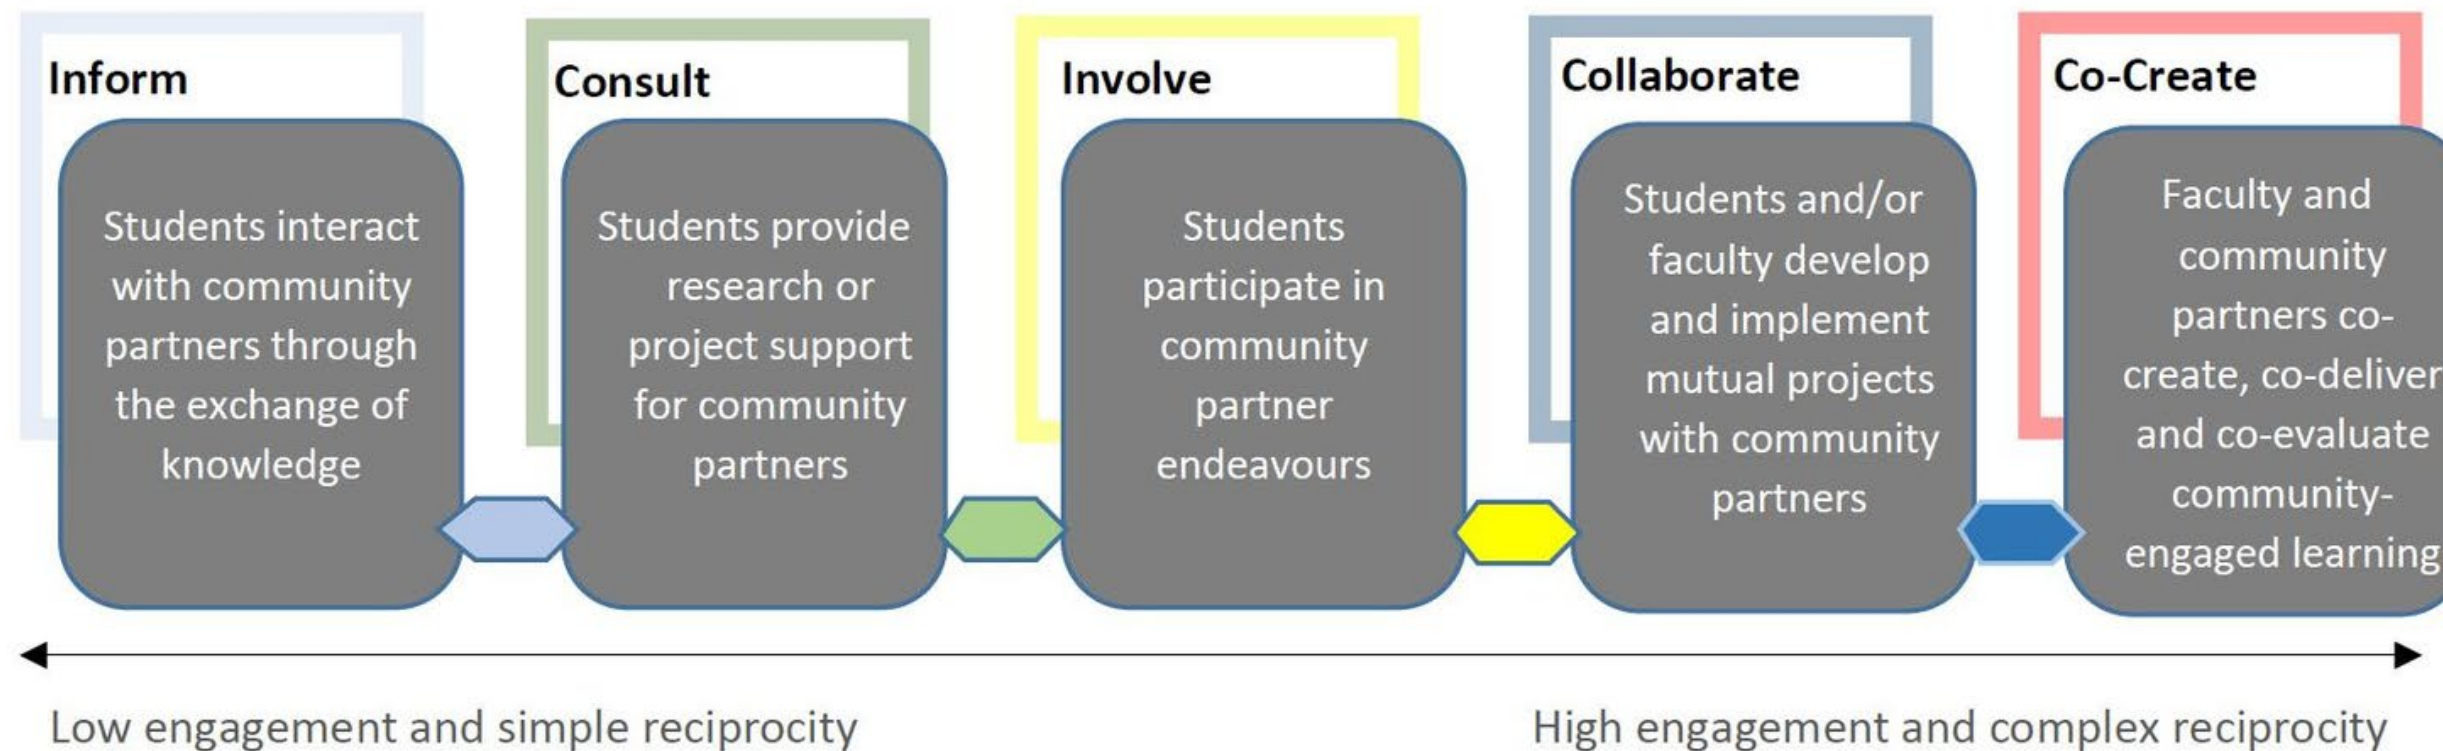 Inform
Students interact
with community
partners through
the exchange of
knowledge
Consult
Students provide
research or
project support
for community
partners
Involve
Students
participate in
community
partner
endeavours
Collaborate
Students and/or
faculty develop
and implement
mutual projects
with community
partners
Co-Create
Faculty and
community
partners co-
create, co-deliver
and co-evaluate
community-
engaged learning
Low engagement and simple reciprocity
High engagement and complex reciprocity